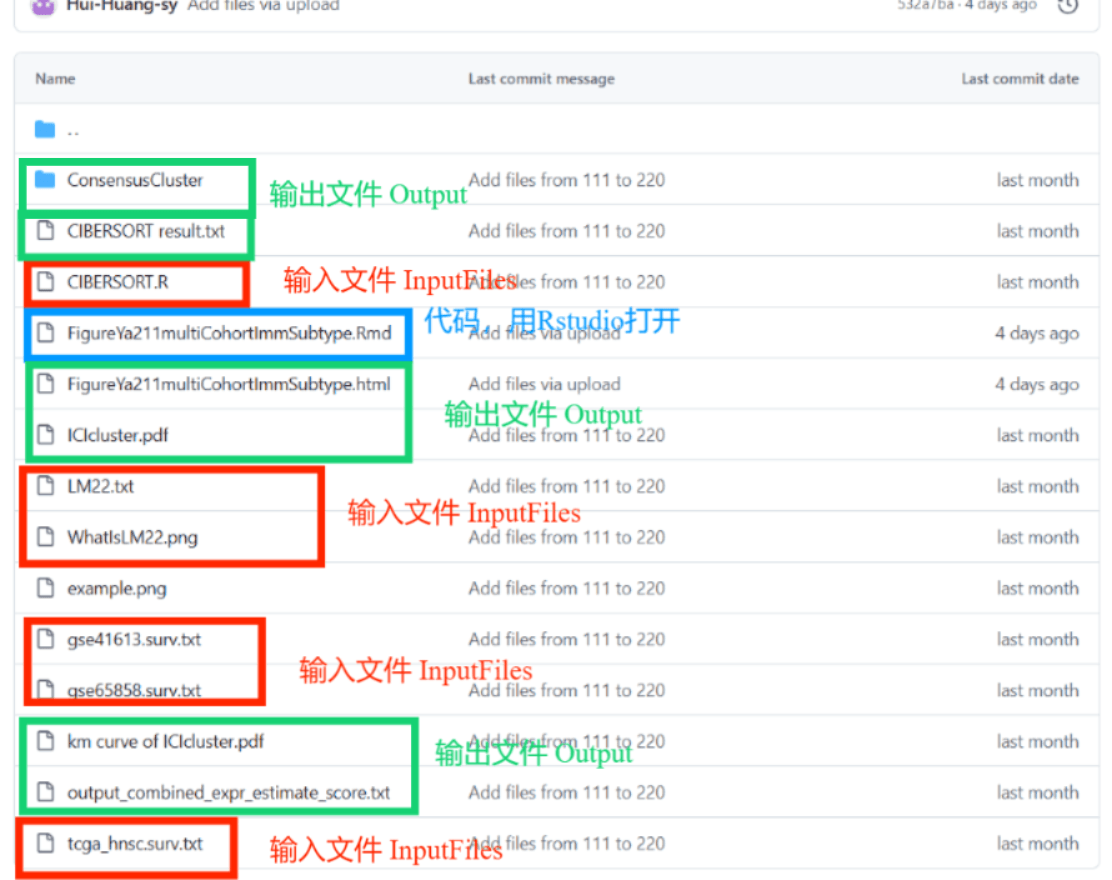 Hui-Huang-sy Add files via upload 532a7ba · 4 days ago
Name Last commit message Last commit date
..
ConsensusCluster 输出文件 Output Add files from 111 to 220 last month
CIBERSORT result.txt Add files from 111 to 220 last month
CIBERSORT.R 输入文件 InputFiles Add files from 111 to 220 last month
代码，用Rstudio打开
FigureYa211multiCohortImmSubtype.Rmd Add files via upload 4 days ago
FigureYa211multiCohortImmSubtype.html Add files via upload 4 days ago
输出文件 Output
ICIcluster.pdf Add files from 111 to 220 last month
LM22.txt Add files from 111 to 220 last month
输入文件 InputFiles
WhatIsLM22.png Add files from 111 to 220 last month
example.png Add files from 111 to 220 last month
gse41613.surv.txt Add files from 111 to 220 last month
输入文件 InputFiles
gse65858.surv.txt Add files from 111 to 220 last month
km curve of ICIcluster.pdf Add files from 111 to 220 last month
输出文件 Output
output_combined_expr_estimate_score.txt Add files from 111 to 220 last month
tcga_hnsc.surv.txt 输入文件 InputFiles Add files from 111 to 220 last month